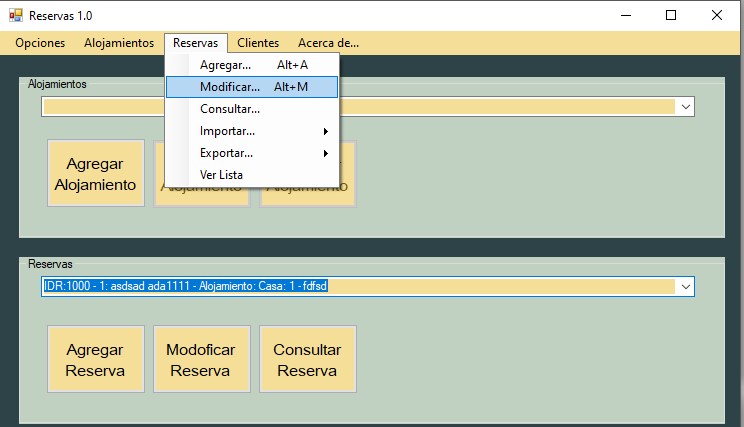 Reservas 1.0
Opciones Alojamientos Reservas Clientes Acerca de...
Agregar... Alt+A
Modificar... Alt+M
Consultar...
Importar...
Exportar...
Ver Lista
Alojamientos
Agregar
Alojamiento
Alojamiento
Alojamiento
Reservas
IDR:1000 - 1: asdsad ada1111 - Alojamiento: Casa: 1 - fdfsd
Agregar
Reserva
Modoficar
Reserva
Consultar
Reserva